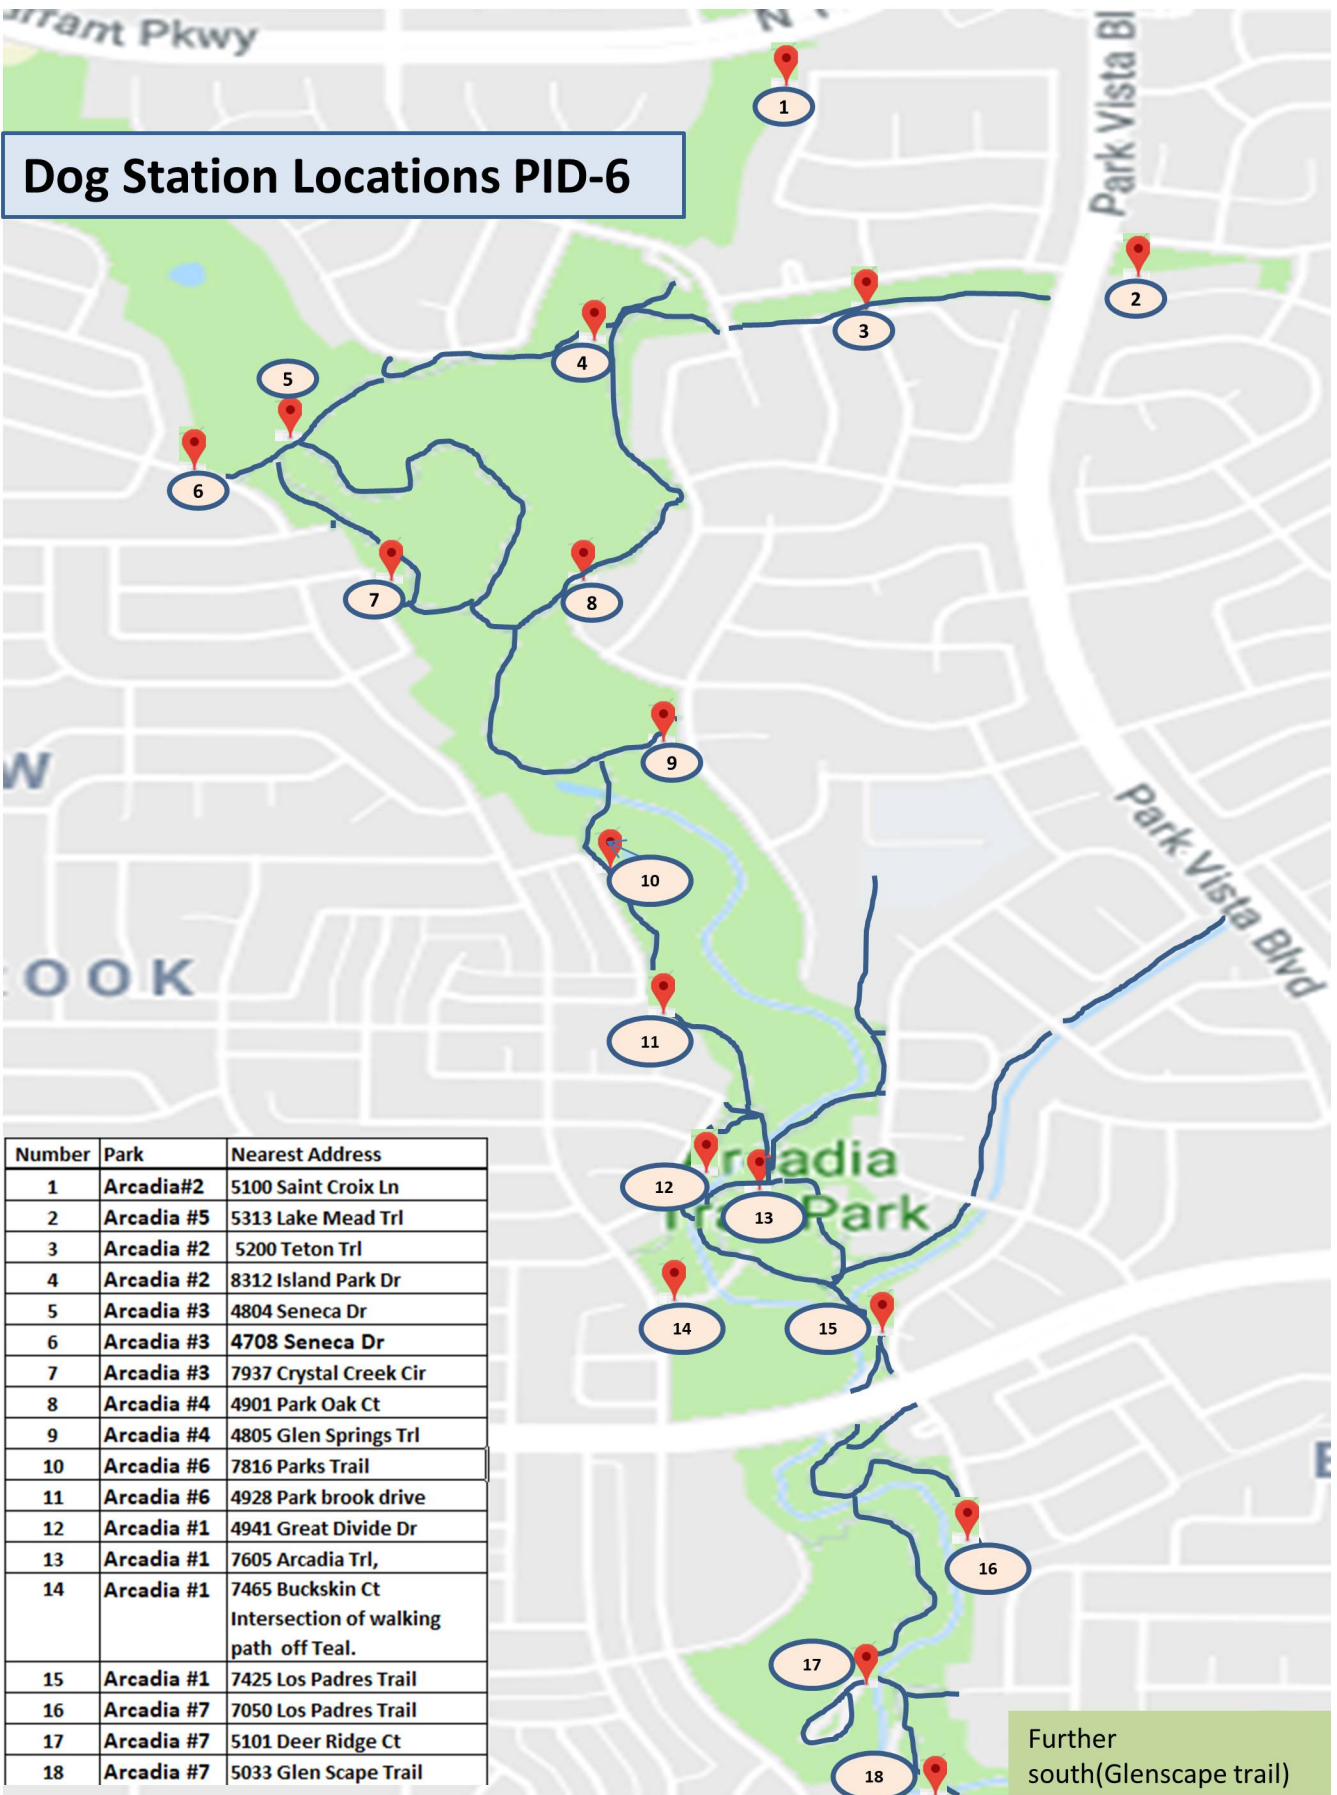 Pkwy
N
Park Vista Bl
1
Dog Station Locations PID-6
2
3
4
5
6
7
8
9
W
Park Vista Blvd
10
OOK
11
Arcadia
12
13
Park
14
15
16
17
18
Number Park Nearest Address
1 Arcadia#2 5100 Saint Croix Ln
2 Arcadia #5 5313 Lake Mead Trl
3 Arcadia #2 5200 Teton Trl
4 Arcadia #2 8312 Island Park Dr
5 Arcadia #3 4804 Seneca Dr
6 Arcadia #3 4708 Seneca Dr
7 Arcadia #3 7937 Crystal Creek Cir
8 Arcadia #4 4901 Park Oak Ct
9 Arcadia #4 4805 Glen Springs Trl
10 Arcadia #6 7816 Parks Trail
11 Arcadia #6 4928 Park brook drive
12 Arcadia #1 4941 Great Divide Dr
13 Arcadia #1 7605 Arcadia Trl,
14 Arcadia #1 7465 Buckskin Ct
Intersection of walking
path off Teal.
15 Arcadia #1 7425 Los Padres Trail
16 Arcadia #7 7050 Los Padres Trail
17 Arcadia #7 5101 Deer Ridge Ct
18 Arcadia #7 5033 Glen Scape Trail
Further
south(Glenscape trail)